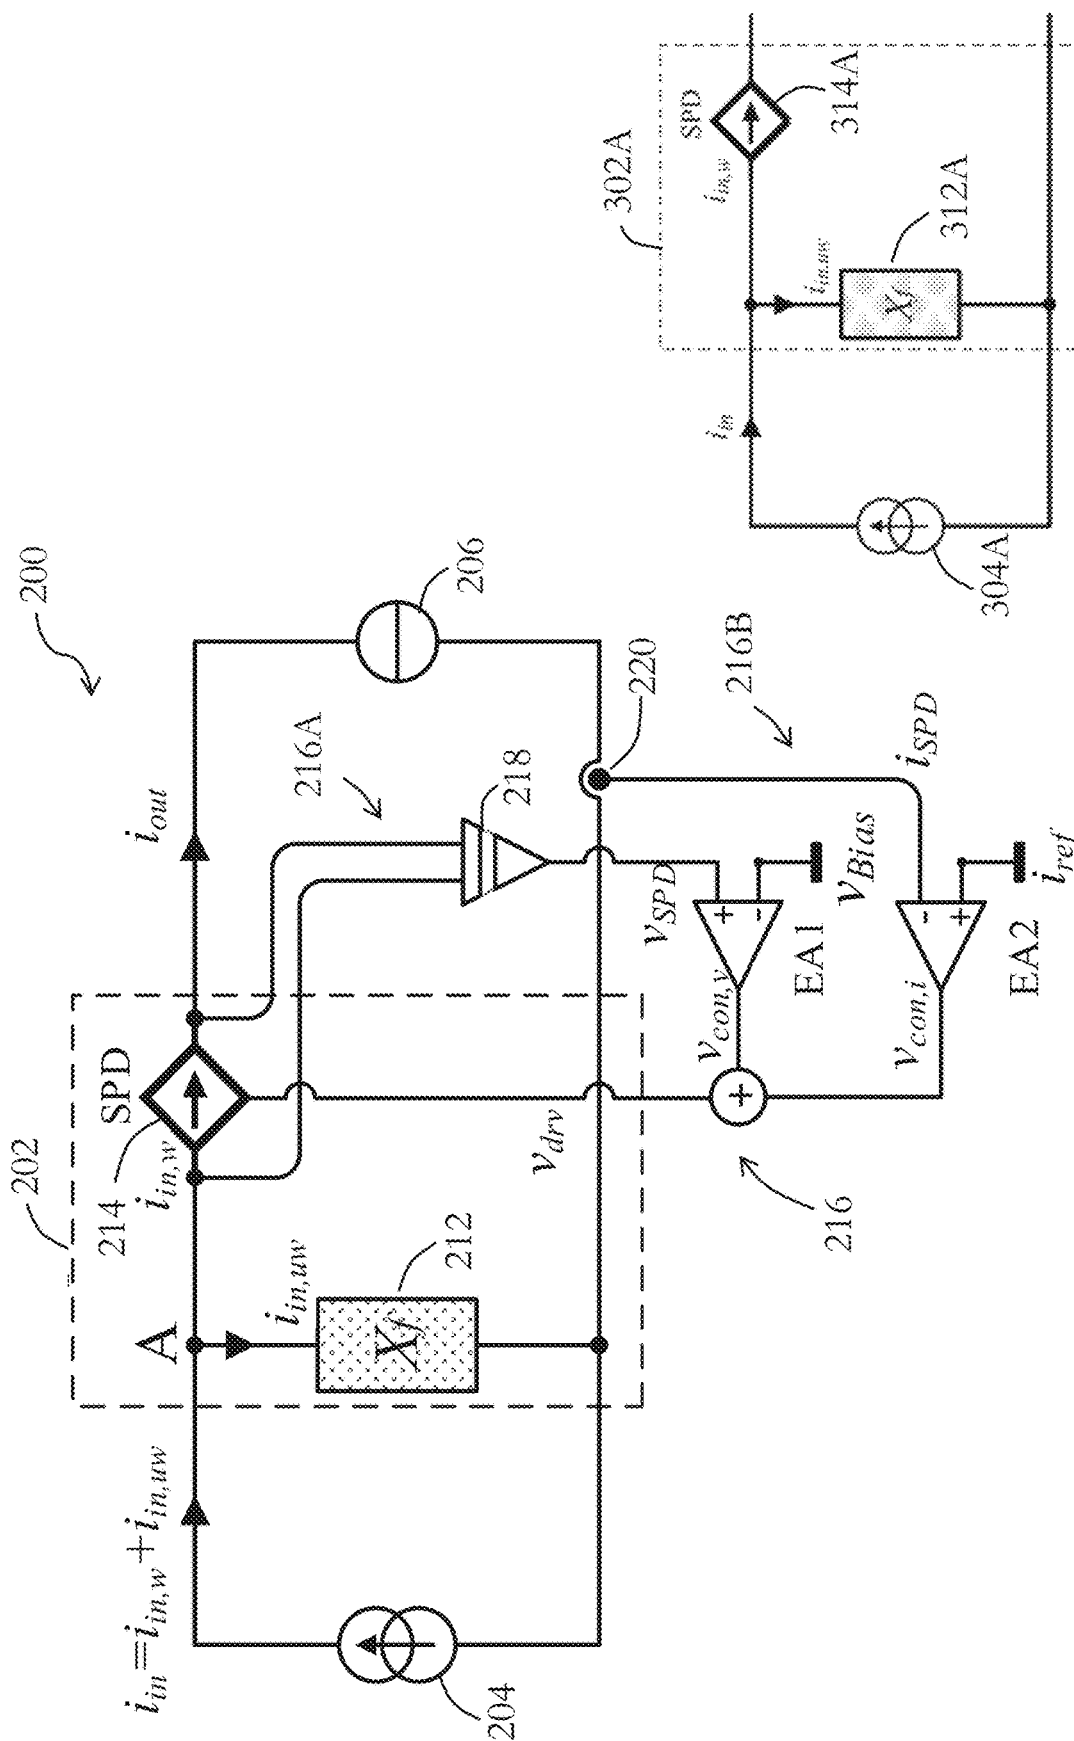 200
202
i_in=i_in,w+i_in,uw
A
214
SPD
i_in,w
i_out
216A
206
204
i_in,uw
X_f
212
218
220
v_drv
v_SPD
216B
216
v_con,v
+
-
EA1
v_Bias
i_SPD
+
v_con,i
-
+
EA2
i_ref
302A
SPD
i_in,w
314A
i_in
i_in,uw
X_f
312A
304A